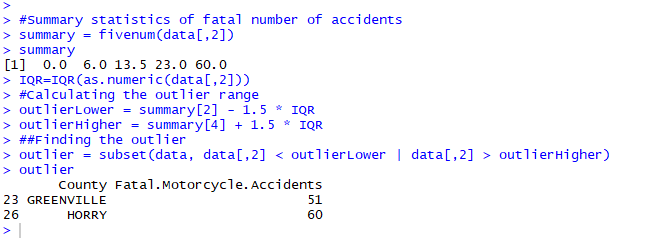 >
> #Summary statistics of fatal number of accidents
> summary = fivenum(data[,2])
> summary
[1]  0.0  6.0 13.5 23.0 60.0
> IQR=IQR(as.numeric(data[,2]))
> #Calculating the outlier range
> outlierLower = summary[2] - 1.5 * IQR
> outlierHigher = summary[4] + 1.5 * IQR
> ##Finding the outlier
> outlier = subset(data, data[,2] < outlierLower | data[,2] > outlierHigher)
> outlier
       County Fatal.Motorcycle.Accidents
23 GREENVILLE                         51
26      HORRY                         60
>